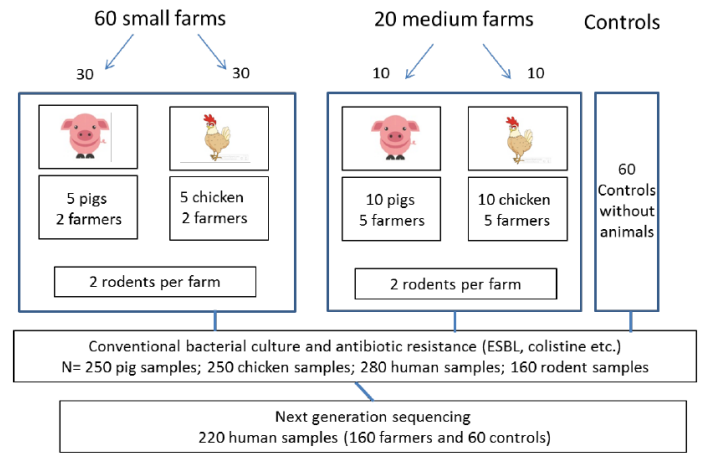 60 small farms
20 medium farms
Controls
30
30
10
10
5 pigs
2 farmers
5 chicken
2 farmers
10 pigs
5 farmers
10 chicken
5 farmers
60
Controls
without
animals
2 rodents per farm
2 rodents per farm
Conventional bacterial culture and antibiotic resistance (ESBL, colistine etc.)
N= 250 pig samples; 250 chicken samples; 280 human samples; 160 rodent samples
Next generation sequencing
220 human samples (160 farmers and 60 controls)